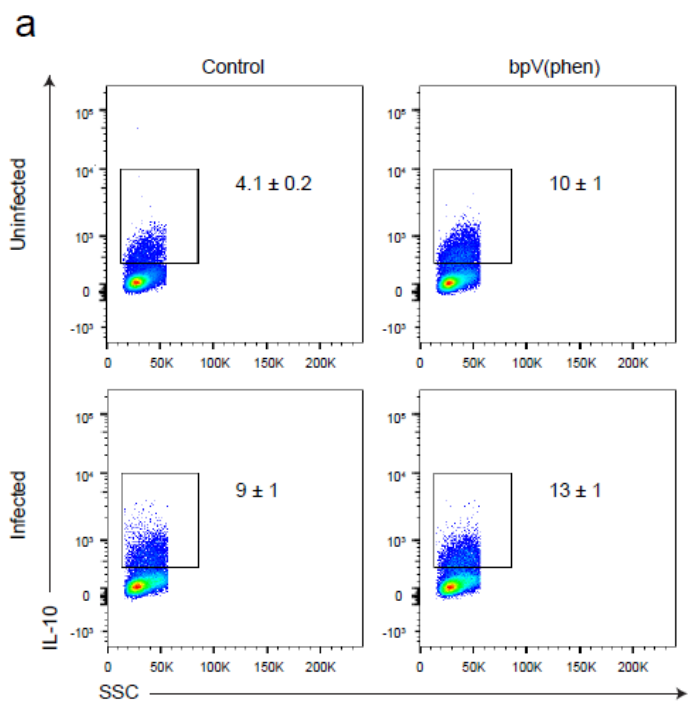 a
Control
bpV(phen)
Uninfected
10⁵
10⁴
10³
0
-10³
4.1 ± 0.2
0 50K 100K 150K 200K
10⁵
10⁴
10³
0
-10³
10 ± 1
0 50K 100K 150K 200K
Infected
10⁵
10⁴
10³
0
-10³
9 ± 1
0 50K 100K 150K 200K
10⁵
10⁴
10³
0
-10³
13 ± 1
0 50K 100K 150K 200K
IL-10
SSC